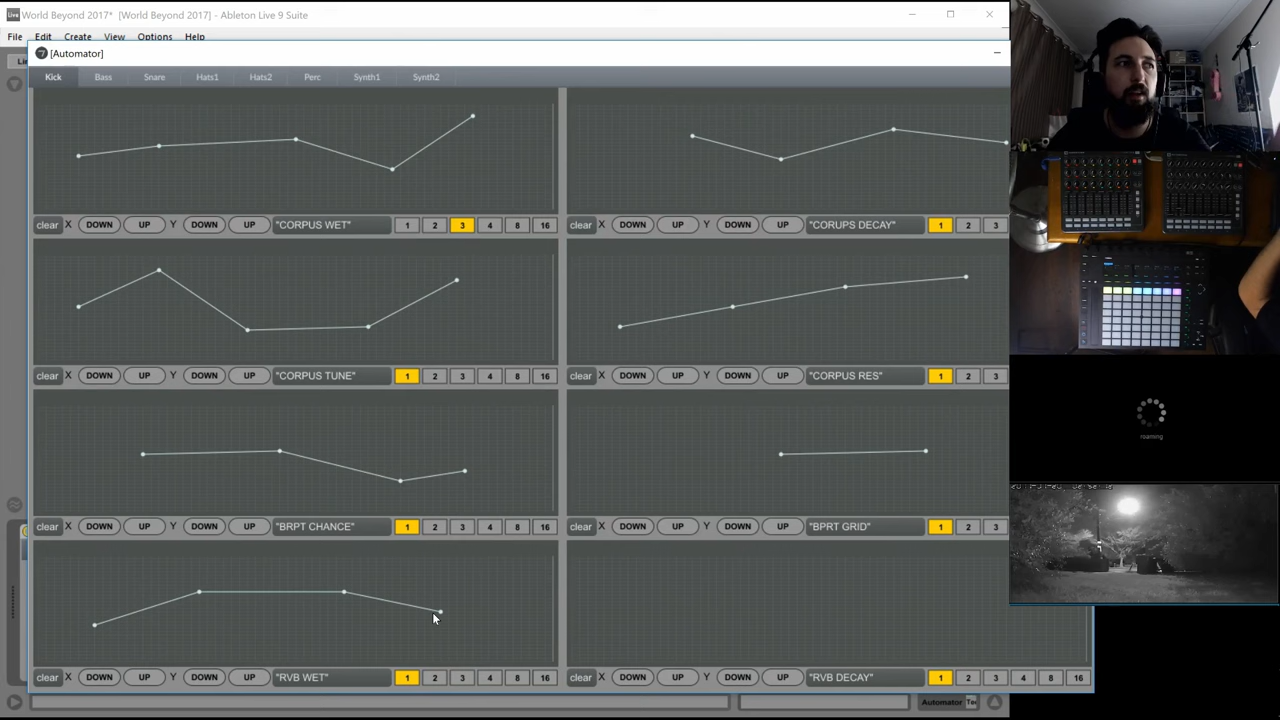 Live World Beyond 2017* [World Beyond 2017] - Ableton Live 9 Suite
File Edit Create View Options Help
[Automator]
Kick Bass Snare Hats1 Hats2 Perc Synth1 Synth2
clear X DOWN UP Y DOWN UP "CORPUS WET" 1 2 3 4 8 16
clear X DOWN UP Y DOWN UP "CORUPS DECAY" 1 2 3
clear X DOWN UP Y DOWN UP "CORPUS TUNE" 1 2 3 4 8 16
clear X DOWN UP Y DOWN UP "CORPUS RES" 1 2 3
roaming
clear X DOWN UP Y DOWN UP "BRPT CHANCE" 1 2 3 4 8 16
clear X DOWN UP Y DOWN UP "BPRT GRID" 1 2 3
clear X DOWN UP Y DOWN UP "RVB WET" 1 2 3 4 8 16
clear X DOWN UP Y DOWN UP "RVB DECAY" 1 2 3 4 8 16
Automator